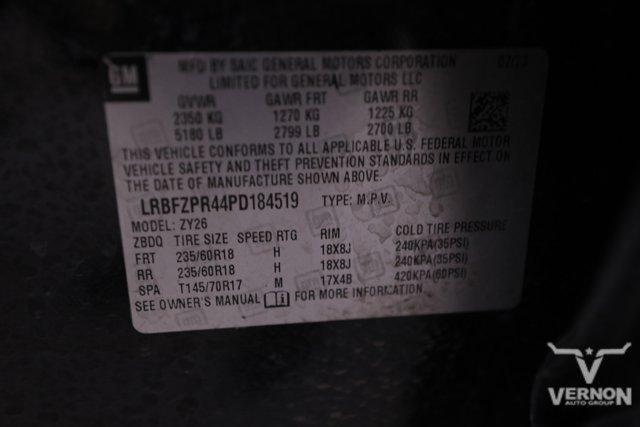 GM
MFD BY SAIC GENERAL MOTORS CORPORATION 02/23
LIMITED FOR GENERAL MOTORS LLC
GVWR GAWR FRT GAWR RR
2350 KG 1270 KG 1225 KG
5180 LB 2799 LB 2700 LB
THIS VEHICLE CONFORMS TO ALL APPLICABLE U.S. FEDERAL MOTOR
VEHICLE SAFETY AND THEFT PREVENTION STANDARDS IN EFFECT ON
THE DATE OF MANUFACTURE SHOWN ABOVE.
LRBFZPR44PD184519 TYPE: M.P.V.
MODEL: ZY26
ZBDQ TIRE SIZE SPEED RTG RIM COLD TIRE PRESSURE
FRT 235/60R18 H 18X8J 240KPA(35PSI)
RR 235/60R18 H 18X8J 240KPA(35PSI)
SPA T145/70R17 M 17X4B 420KPA(60PSI)
SEE OWNER'S MANUAL FOR MORE INFORMATION
VERNON
AUTO GROUP